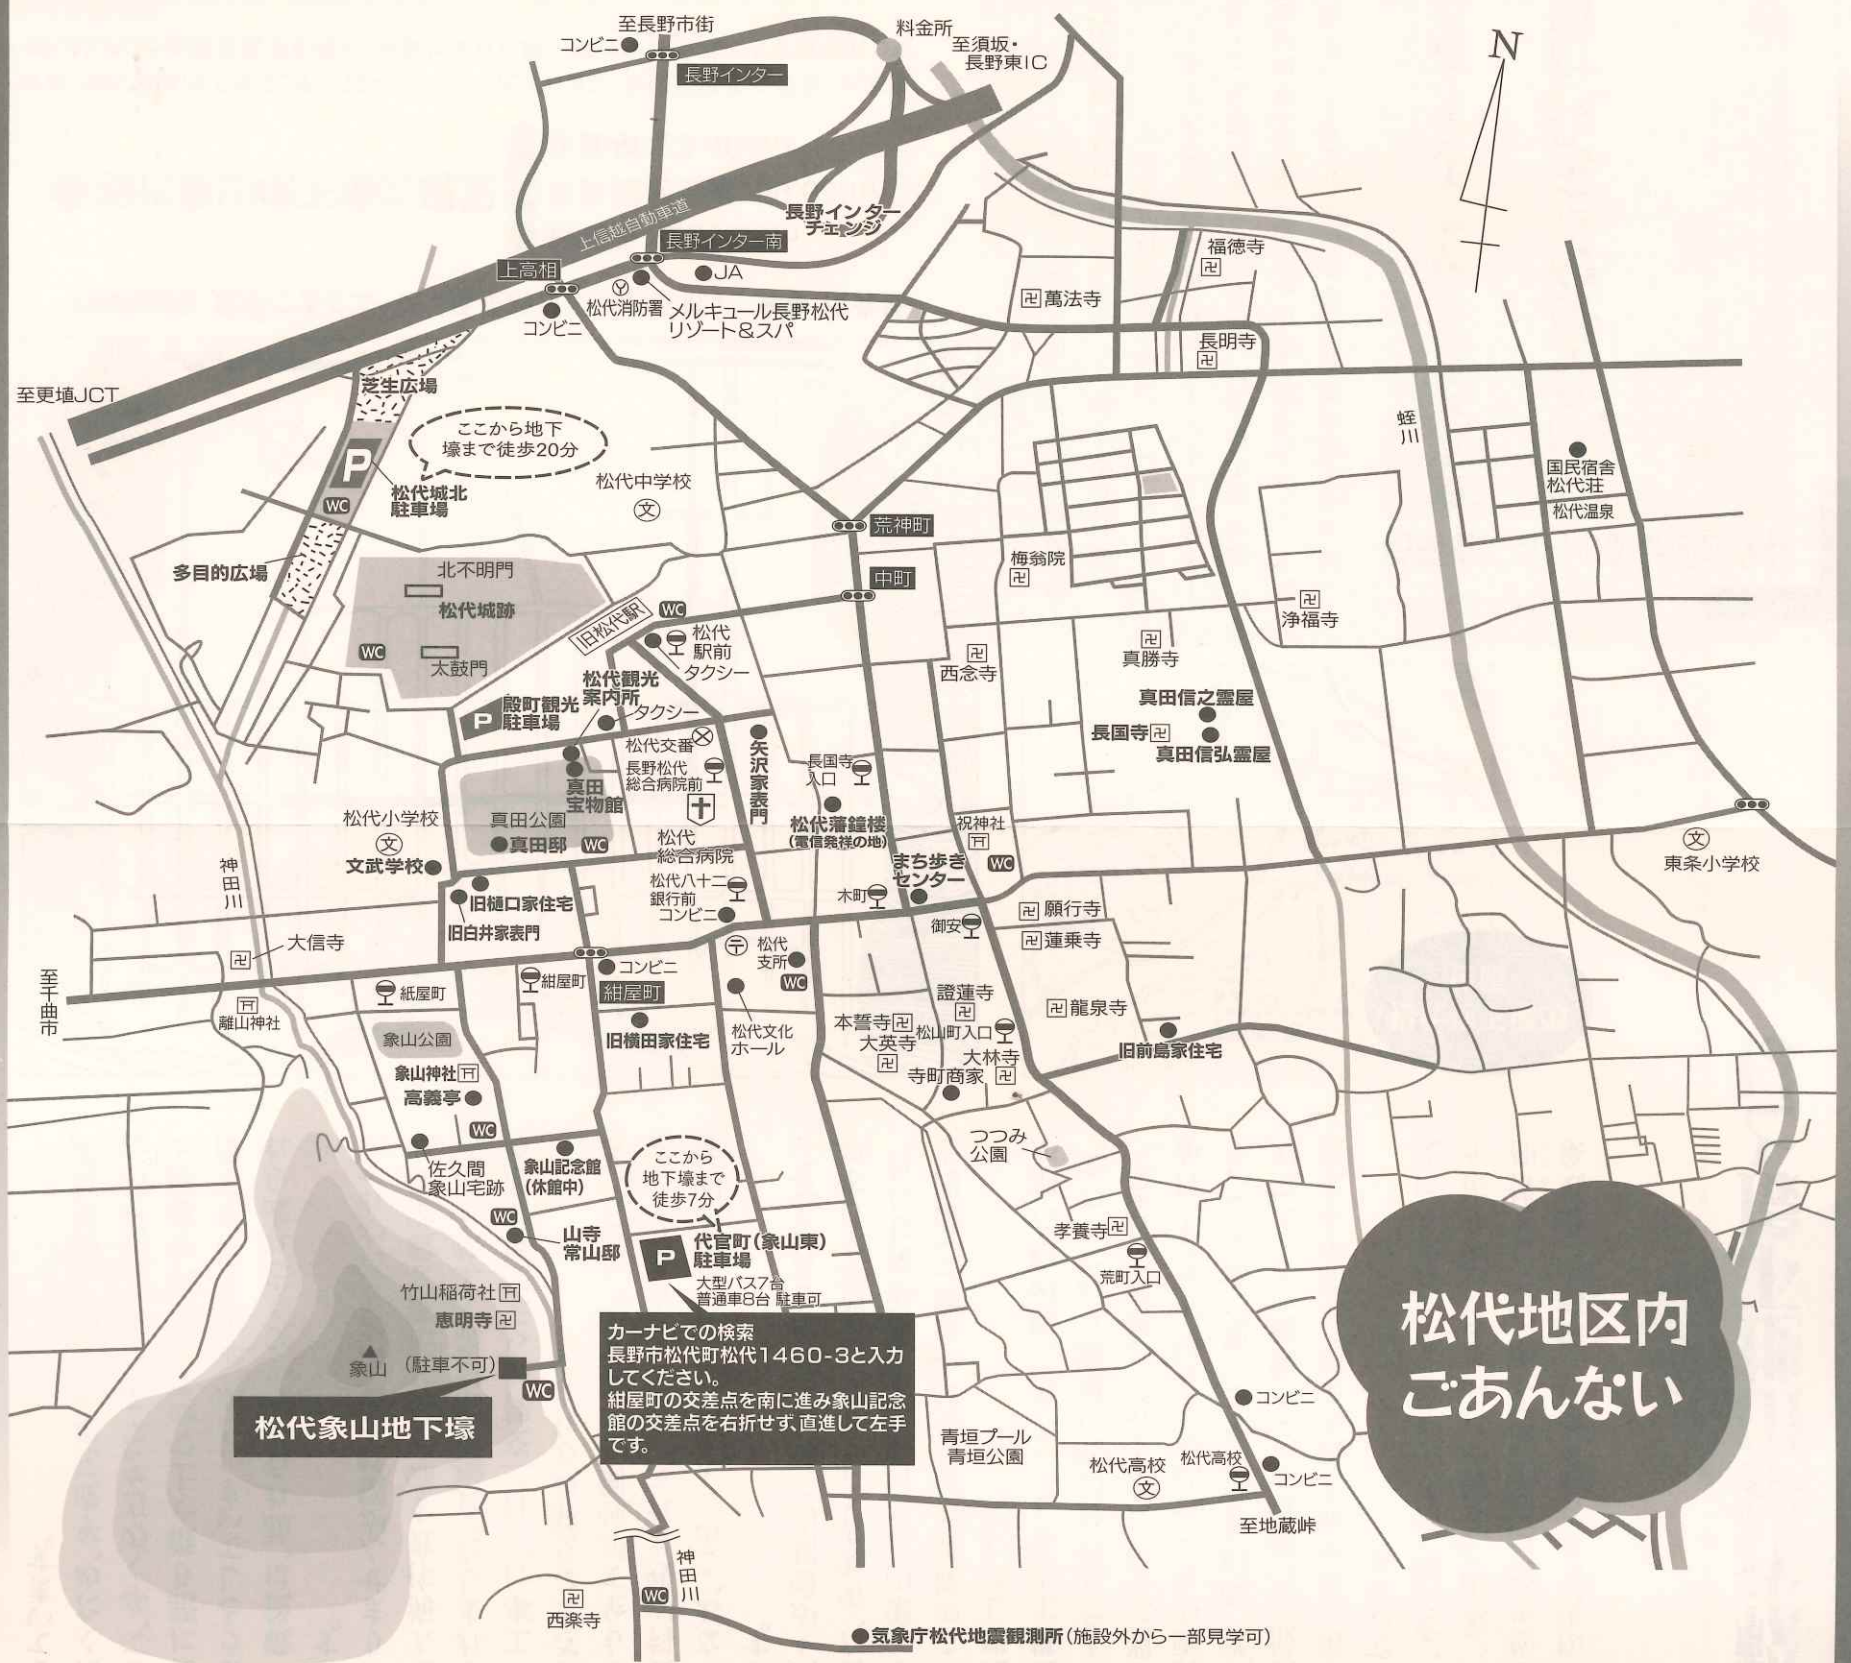 至長野市街
コンビニ
長野インター
料金所
至須坂・
長野東IC
N
上信越自動車道
長野インター
チェンジ
長野インター南
上高相
JA
松代消防署
メルキュール長野松代
リゾート&スパ
コンビニ
福徳寺
萬法寺
長明寺
至更埴JCT
芝生広場
ここから地下
壕まで徒歩20分
P
WC
松代城北
駐車場
松代中学校
文
蛭川
国民宿舎
松代荘
松代温泉
荒神町
多目的広場
北不明門
松代城跡
WC
太鼓門
中町
梅翁院
浄福寺
旧松代駅
WC
松代
駅前
タクシー
西念寺
真勝寺
松代観光
案内所
タクシー
P
殿町観光
駐車場
真田信之霊屋
長国寺
真田信弘霊屋
松代交番
長野松代
総合病院前
矢沢家表門
長国寺
入口
真田
宝物館
真田公園
真田邸
WC
松代
総合病院
松代小学校
文
文武学校
松代藩鐘楼
(電信発祥の地)
祝神社
WC
まち歩き
センター
東条小学校
文
神田川
旧樋口家住宅
旧白井家表門
松代八十二
銀行前
コンビニ
木町
御安
願行寺
蓮乗寺
大信寺
至千曲市
離山神社
紙屋町
紺屋町
コンビニ
紺屋町
松代
支所
WC
松代文化
ホール
旧横田家住宅
象山公園
證蓮寺
本誓寺
松山町入口
大英寺
大林寺
寺町商家
龍泉寺
旧前島家住宅
象山神社
高義亭
WC
佐久間
象山宅跡
象山記念館
(休館中)
ここから
地下壕まで
徒歩7分
つつみ
公園
WC
山寺
常山邸
P
代官町(象山東)
駐車場
大型バス7台
普通車8台 駐車可
孝養寺
荒町入口
竹山稲荷社
恵明寺
象山
(駐車不可)
WC
松代象山地下壕
カーナビでの検索
長野市松代町松代1460-3と入力
してください。
紺屋町の交差点を南に進み象山記念
館の交差点を右折せず、直進して左手
です。
松代地区内
ごあんない
コンビニ
青垣プール
青垣公園
松代高校
文
松代高校
コンビニ
至地蔵峠
神田川
WC
西楽寺
気象庁松代地震観測所(施設外から一部見学可)